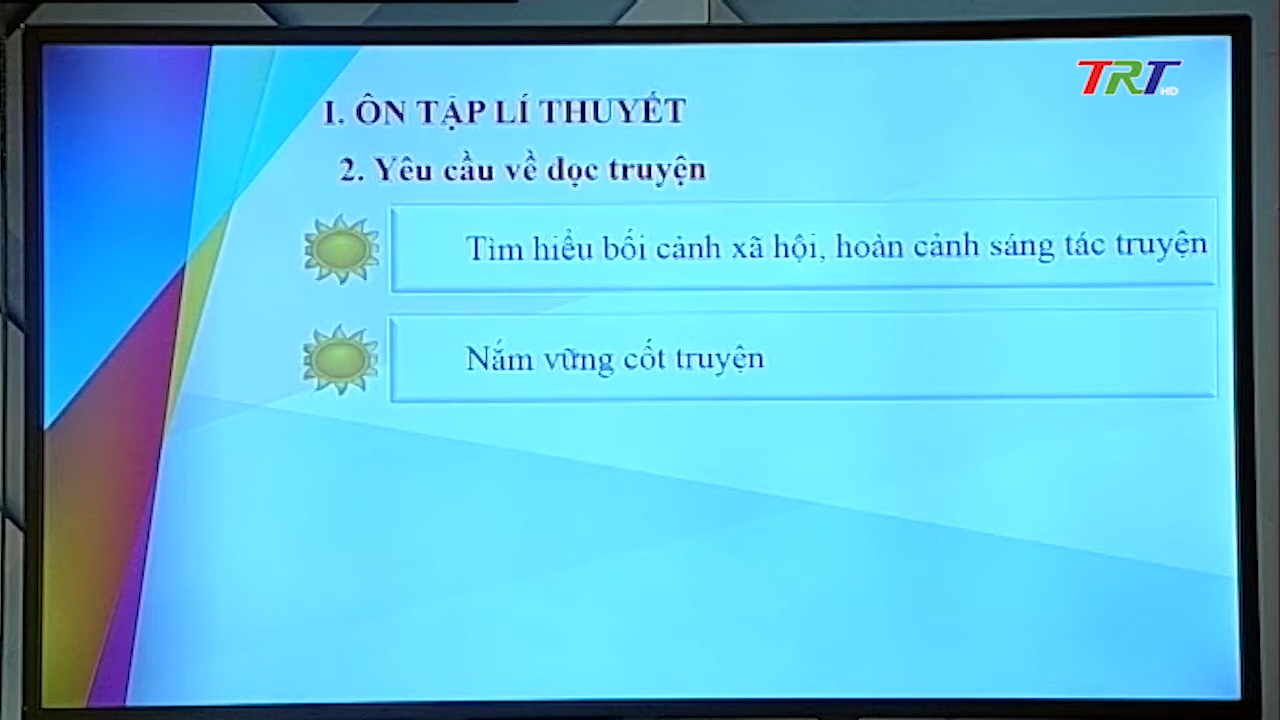 TRT HD
I. ÔN TẬP LÍ THUYẾT
2. Yêu cầu về đọc truyện
Tìm hiểu bối cảnh xã hội, hoàn cảnh sáng tác truyện
Nắm vững cốt truyện